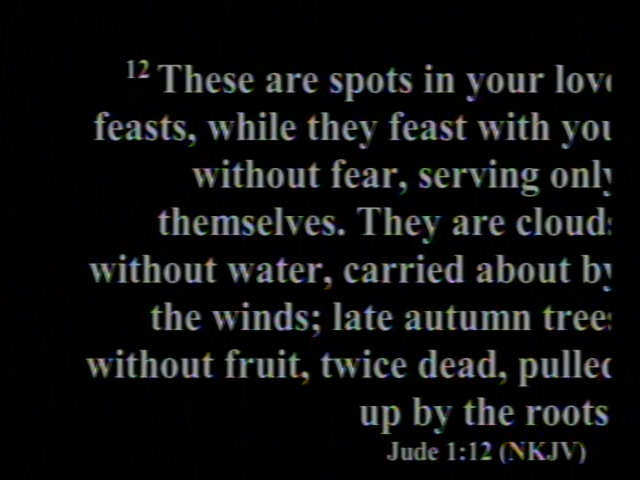 12 These are spots in your love
feasts, while they feast with you
without fear, serving only
themselves. They are clouds
without water, carried about by
the winds; late autumn trees
without fruit, twice dead, pulled
up by the roots
Jude 1:12 (NKJV)